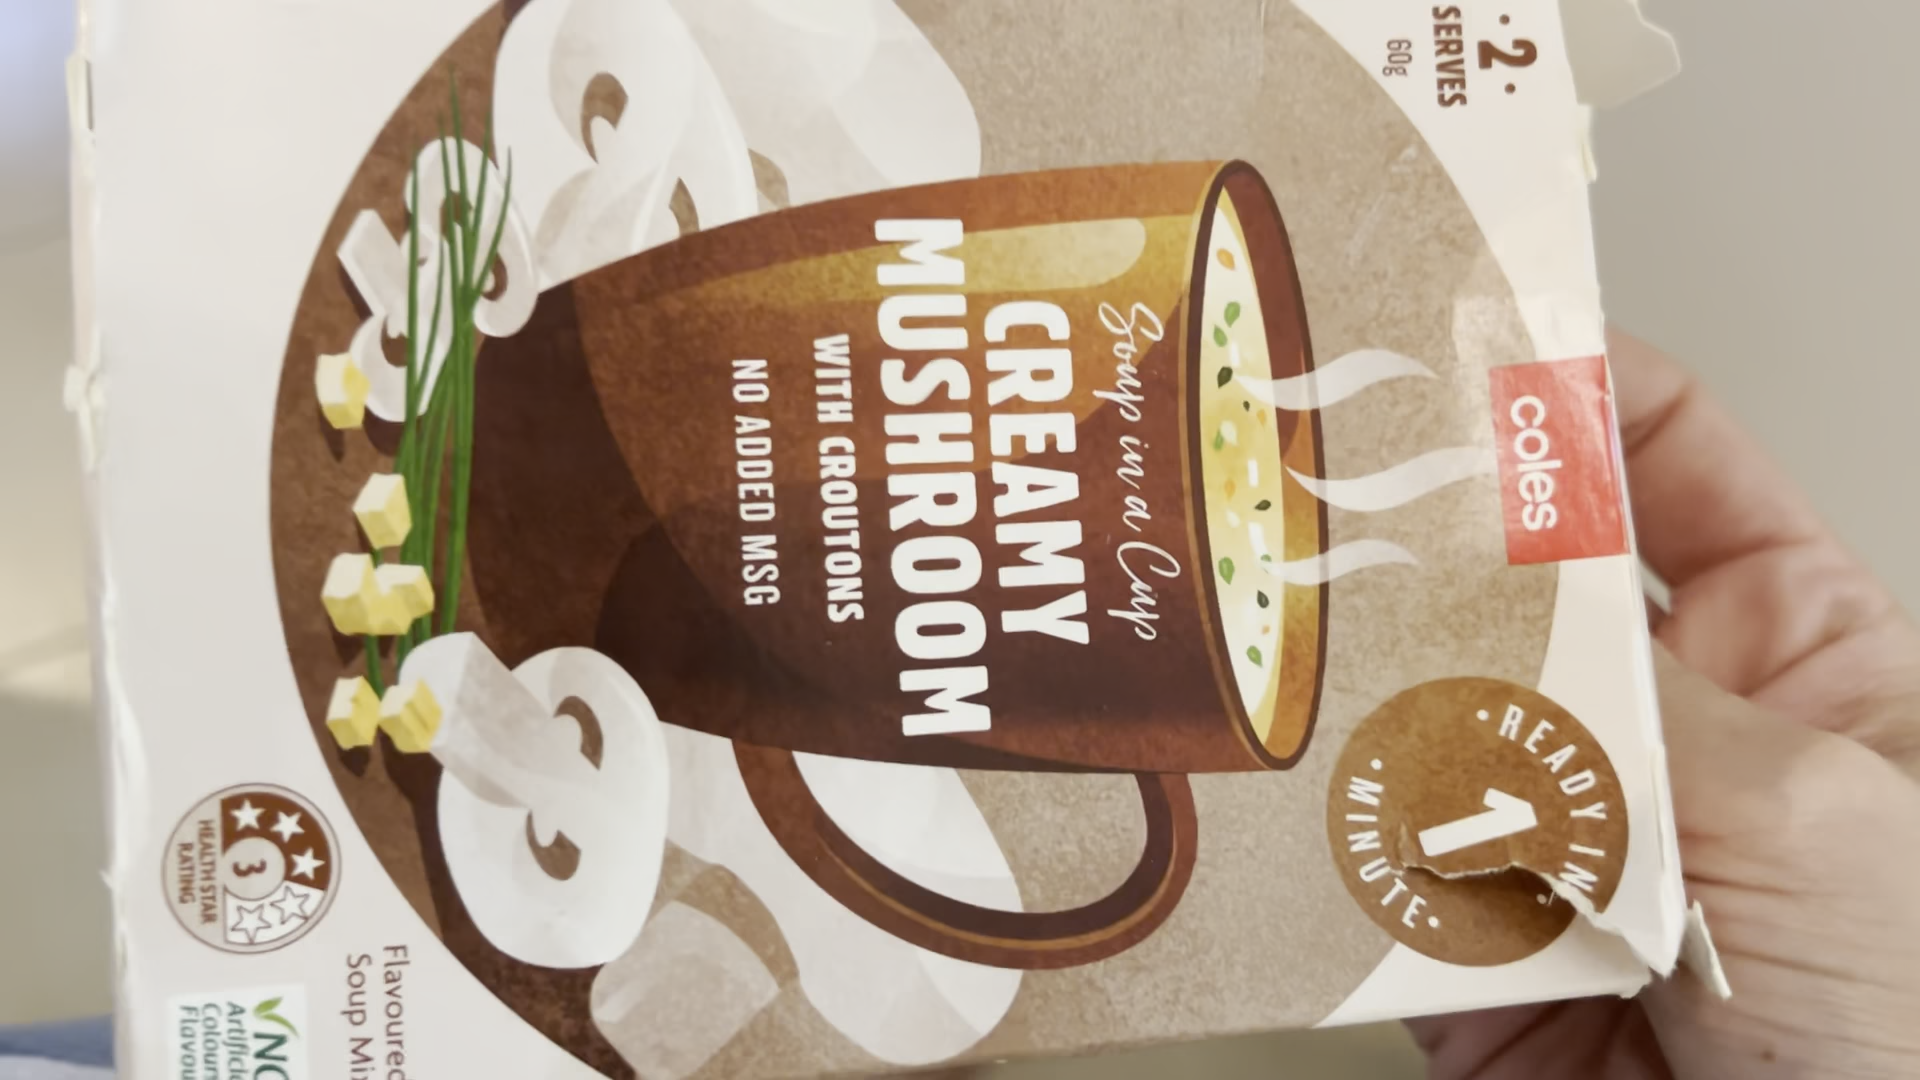 coles
2
SERVES
60g
READY IN
1
MINUTE
Soup in a Cup
CREAMY
MUSHROOM
WITH CROUTONS
NO ADDED MSG
3
HEALTH STAR
RATING
Flavoured
Soup Mix